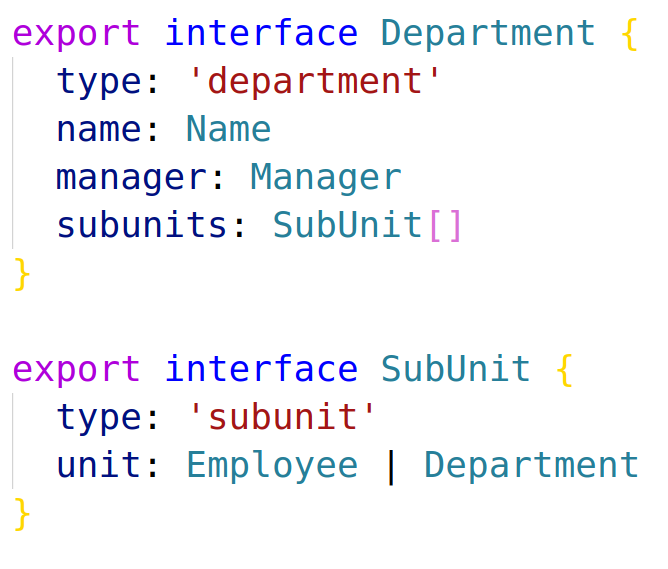 export interface Department {
  type: 'department'
  name: Name
  manager: Manager
  subunits: SubUnit[]
}

export interface SubUnit {
  type: 'subunit'
  unit: Employee | Department
}